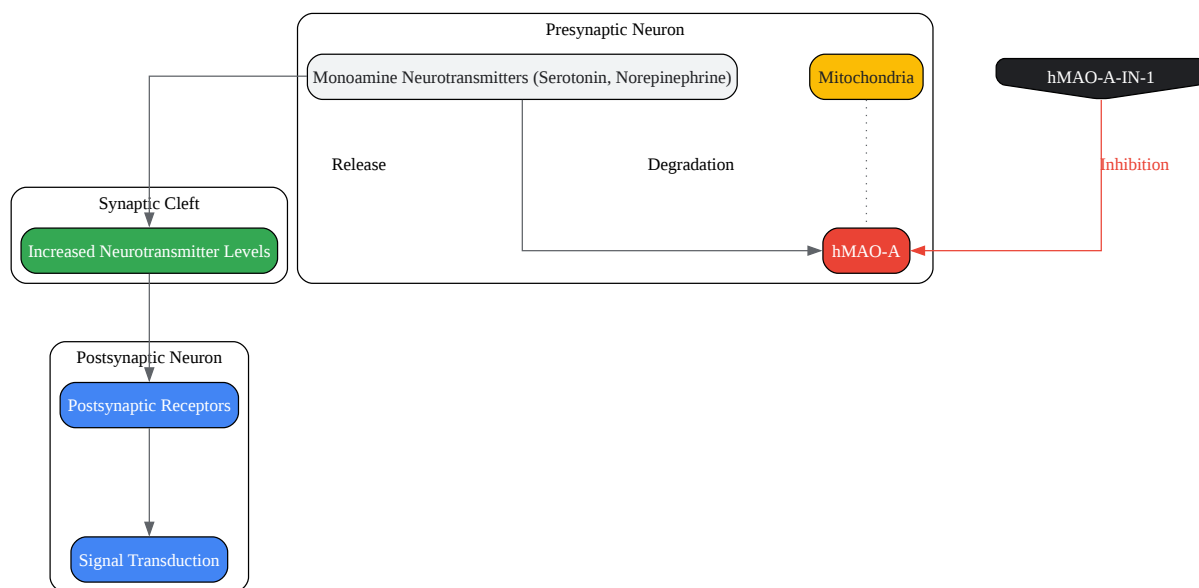 Presynaptic Neuron
Monoamine Neurotransmitters (Serotonin, Norepinephrine)
Mitochondria
hMAO-A-IN-1
Release
Degradation
Inhibition
Synaptic Cleft
Increased Neurotransmitter Levels
hMAO-A
Postsynaptic Neuron
Postsynaptic Receptors
Signal Transduction